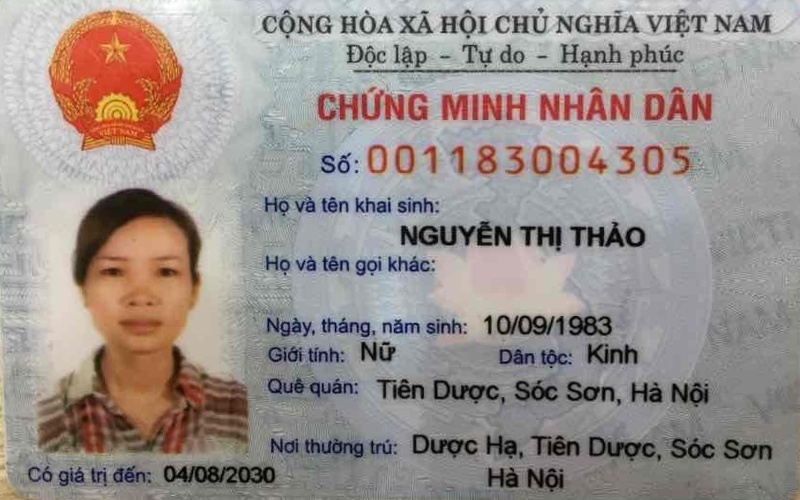 CỘNG HÒA XÃ HỘI CHỦ NGHĨA VIỆT NAM
Độc lập - Tự do - Hạnh phúc
CHỨNG MINH NHÂN DÂN
Số: 001183004305
Họ và tên khai sinh:
NGUYỄN THỊ THẢO
Họ và tên gọi khác:
Ngày, tháng, năm sinh: 10/09/1983
Giới tính: Nữ Dân tộc: Kinh
Quê quán: Tiên Dược, Sóc Sơn, Hà Nội
Nơi thường trú: Dược Hạ, Tiên Dược, Sóc Sơn
Hà Nội
Có giá trị đến: 04/08/2030